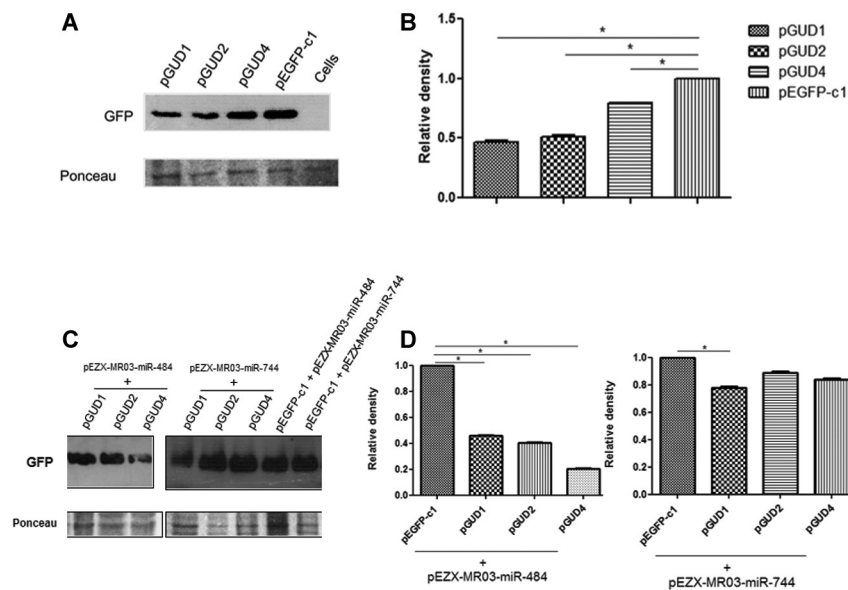 A
pGUD1
pGUD2
pGUD4
pEGFP-c1
Cells
GFP
Ponceau
B
Relative density
1.5
1.0
0.5
0.0
*
*
*
pGUD1
pGUD2
pGUD4
pEGFP-c1
C
pEZX-MR03-miR-484
+
pGUD1
pGUD2
pGUD4
pEZX-MR03-miR-744
+
pGUD1
pGUD2
pGUD4
pEGFP-c1 + pEZX-MR03-miR-484
pEGFP-c1 + pEZX-MR03-miR-744
GFP
Ponceau
D
Relative density
1.0
0.8
0.6
0.4
0.2
0.0
*
*
*
pEGFP-c1
pGUD1
pGUD2
pGUD4
+
pEZX-MR03-miR-484
Relative density
1.0
0.8
0.6
0.4
0.2
0.0
*
pEGFP-c1
pGUD1
pGUD2
pGUD4
+
pEZX-MR03-miR-744